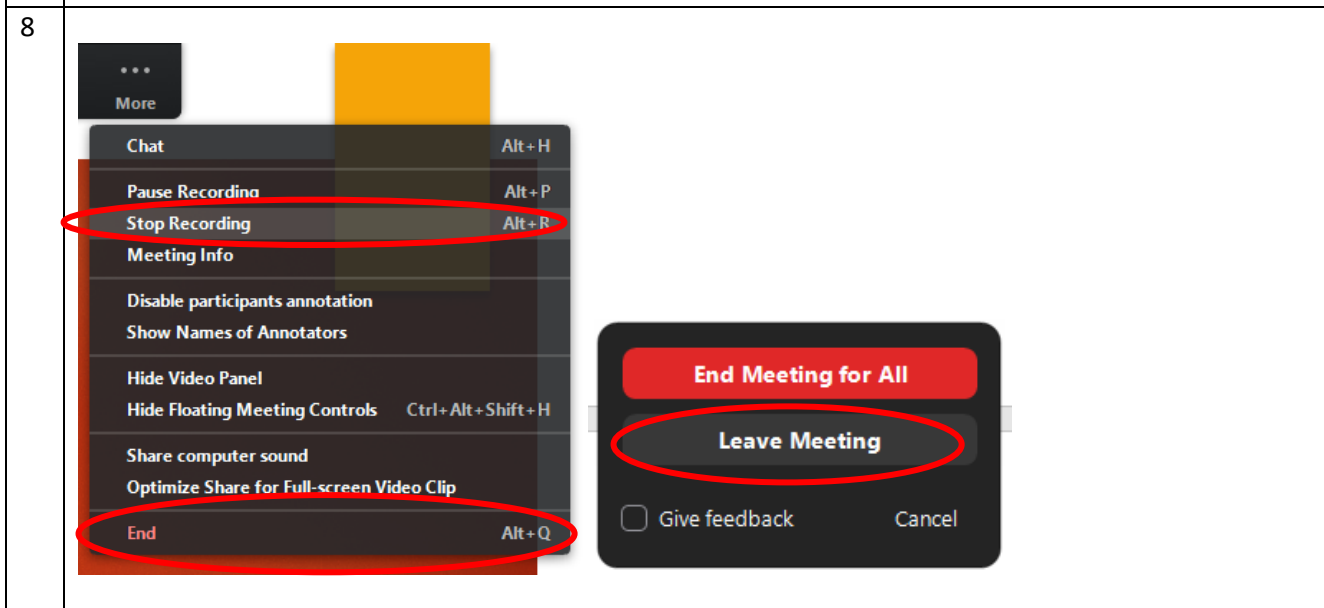 8
More
Chat Alt+H
Pause Recording Alt+P
Stop Recording Alt+R
Meeting Info
Disable participants annotation
Show Names of Annotators
Hide Video Panel
Hide Floating Meeting Controls Ctrl+Alt+Shift+H
Share computer sound
Optimize Share for Full-screen Video Clip
End Alt+Q
End Meeting for All
Leave Meeting
Give feedback Cancel